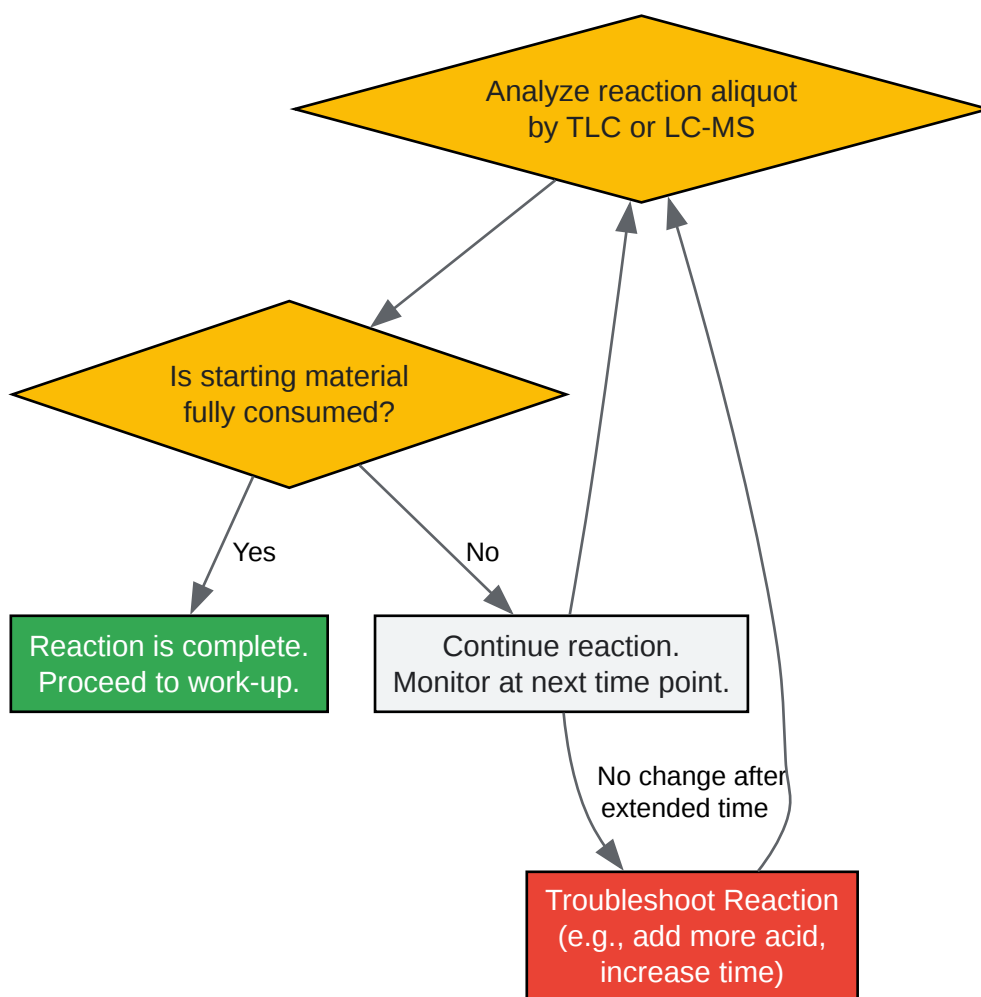 Analyze reaction aliquot
by TLC or LC-MS
Is starting material
fully consumed?
Yes
No
Reaction is complete.
Proceed to work-up.
Continue reaction.
Monitor at next time point.
No change after
extended time
Troubleshoot Reaction
(e.g., add more acid,
increase time)